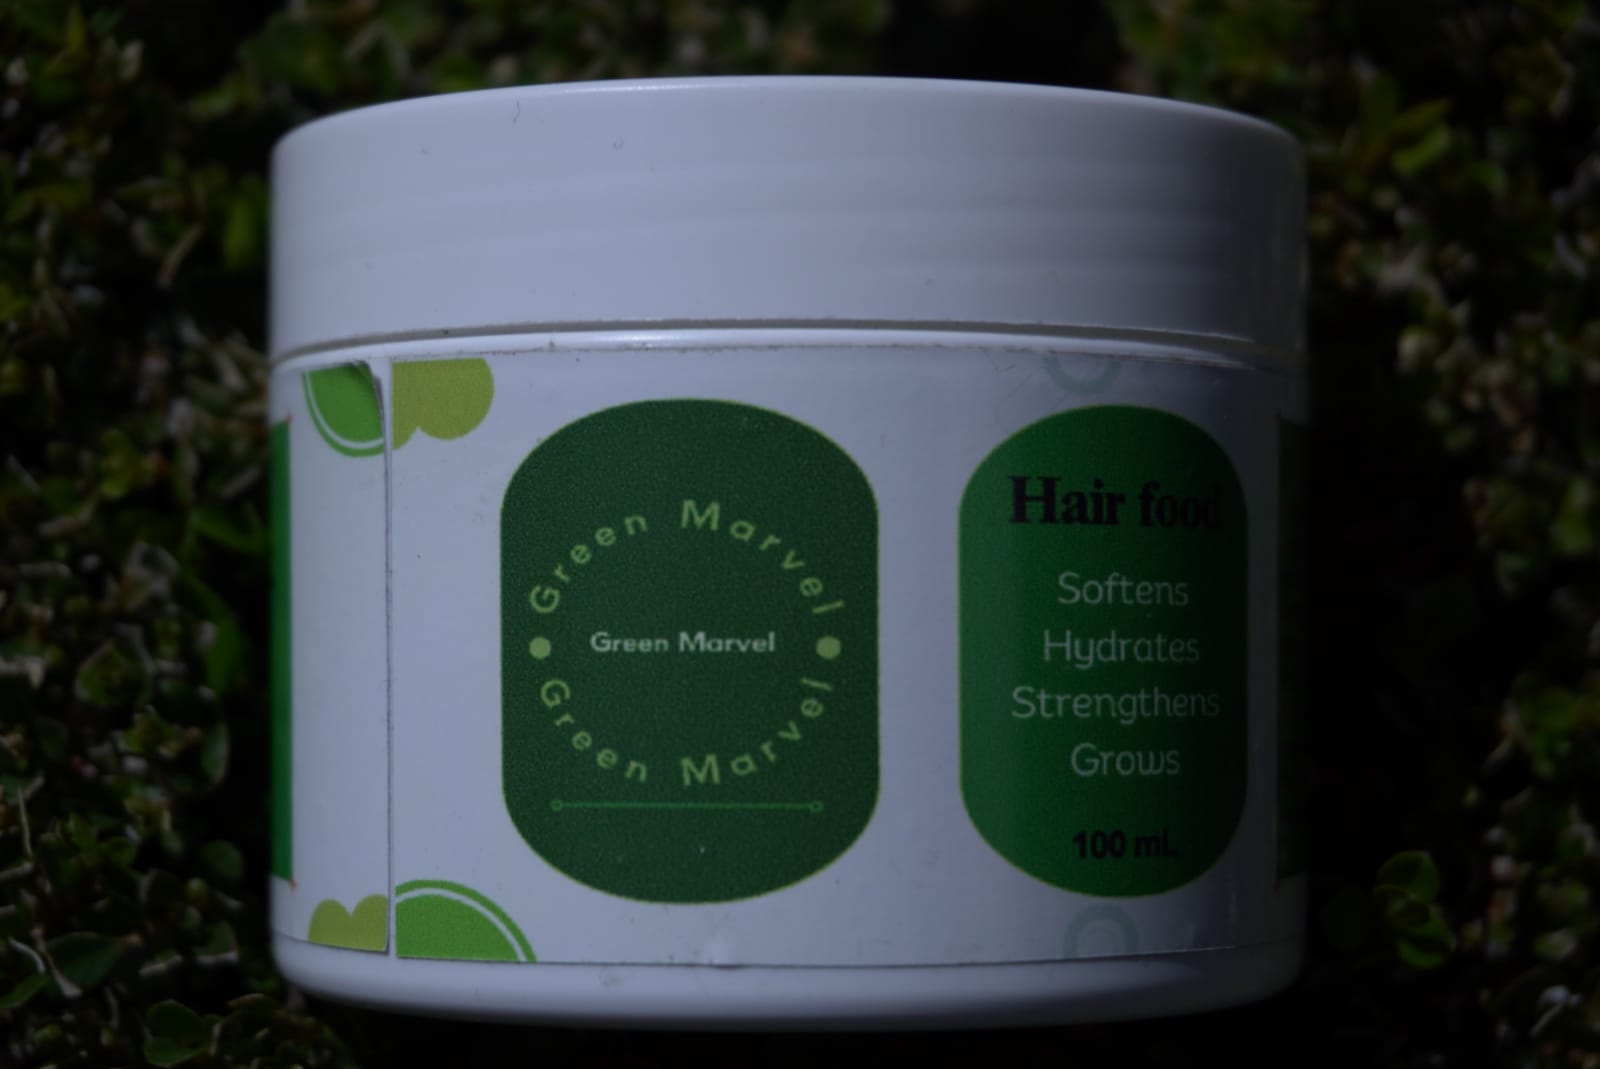 Green Marvel
Green Marvel
Green Marvel
Hair food
Softens
Hydrates
Strengthens
Grows
100 mL